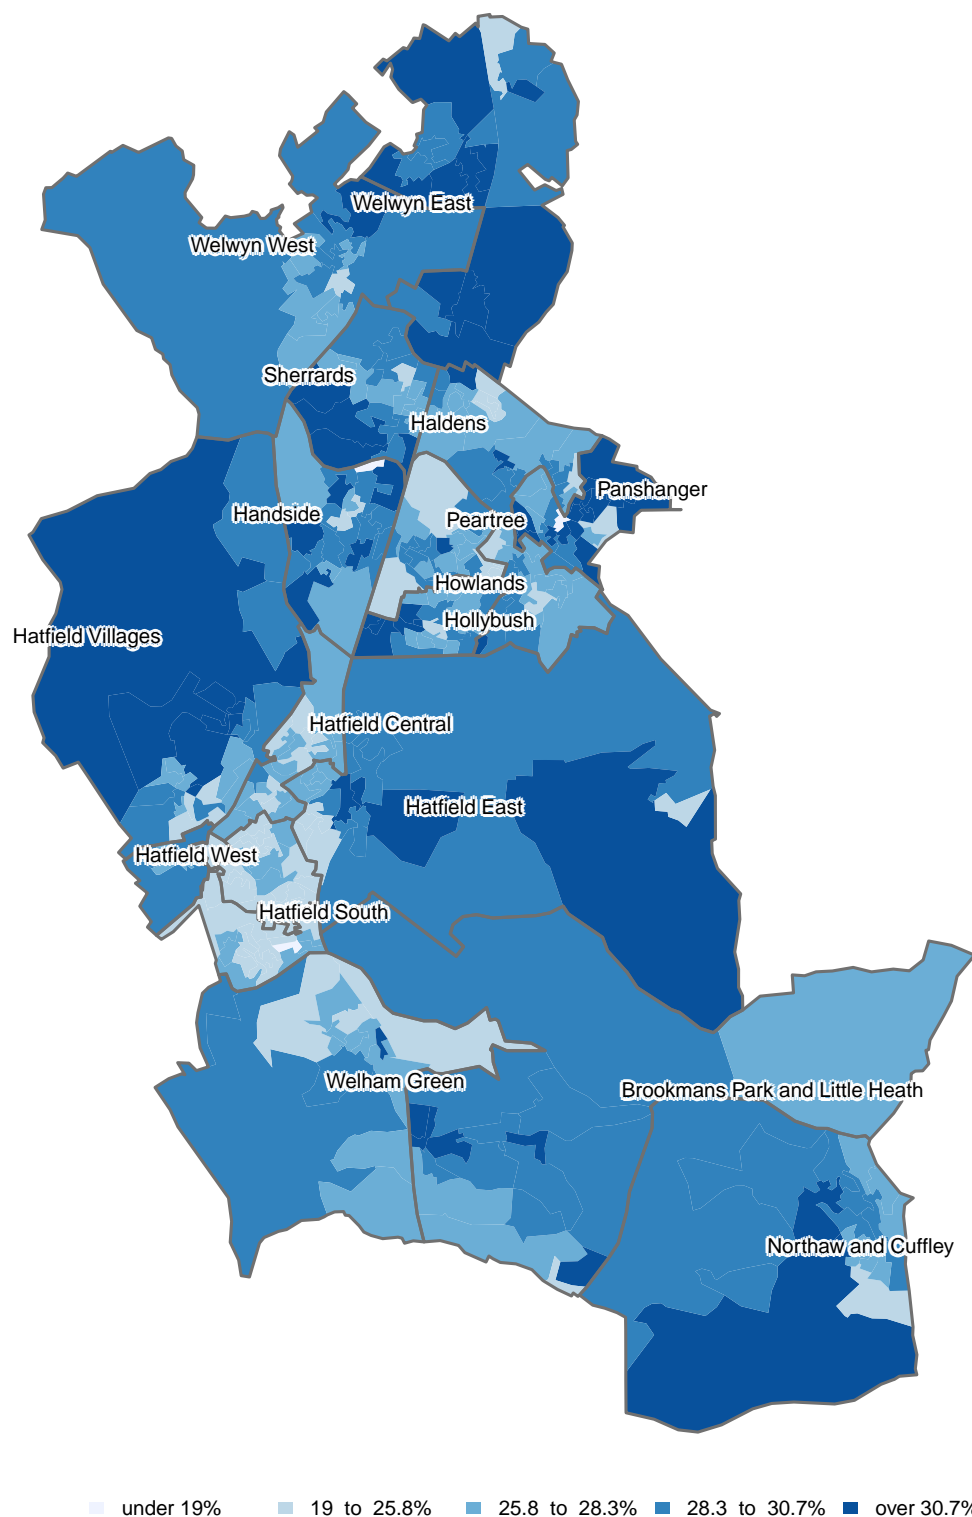 Welwyn East
Welwyn West
Sherrards
Haldens
Panshanger
Handside
Peartree
Howlands
Hollybush
Hatfield Villages
Hatfield Central
Hatfield East
Hatfield West
Hatfield South
Welham Green
Brookmans Park and Little Heath
Northaw and Cuffley
under 19% 19 to 25.8% 25.8 to 28.3% 28.3 to 30.7% over 30.7%